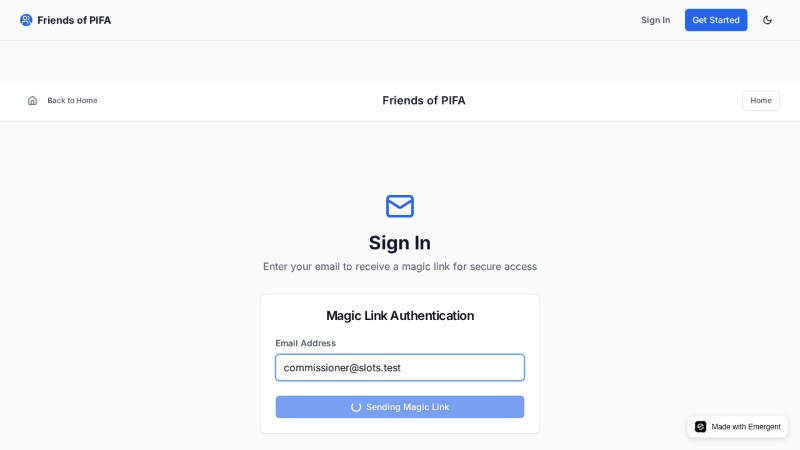 Friends of PIFA
Sign In
Get Started
Back to Home
Friends of PIFA
Home
Sign In
Enter your email to receive a magic link for secure access
Magic Link Authentication
Email Address
commissioner@slots.test
Sending Magic Link
Made with Emergent